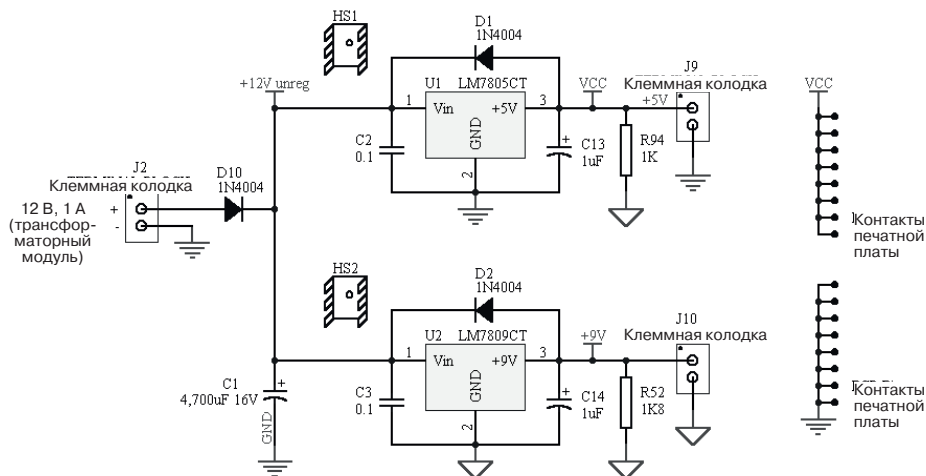 HS1
D1
1N4004
+12V unreg
U1 LM7805CT
1 Vin +5V 3
GND
2
C2
0.1
C13
1uF
VCC
+5V
R94
1K
J9
Клеммная колодка
VCC
Контакты
печатной
платы
J2
Клеммная колодка
12 В, 1 А
(трансфор-
маторный
модуль)
+
-
D10
1N4004
HS2
D2
1N4004
U2 LM7809CT
1 Vin +9V 3
GND
2
C1
4,700uF 16V
GND
C3
0.1
C14
1uF
+9V
R52
1K8
J10
Клеммная колодка
Контакты
печатной
платы